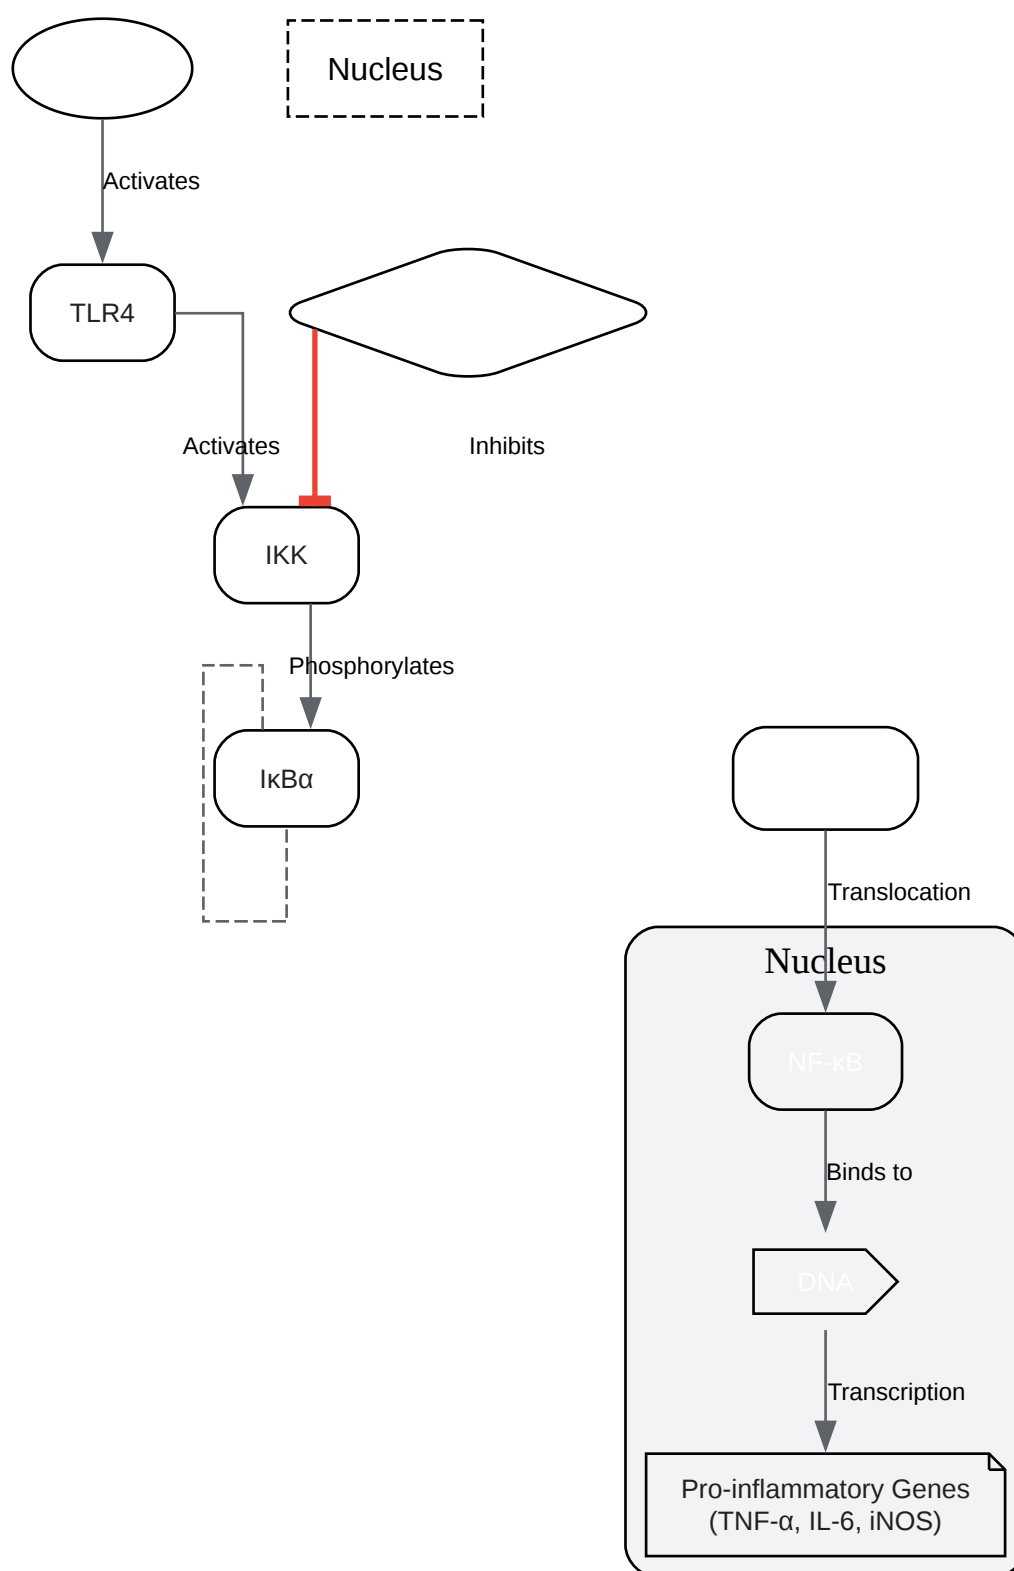 Nucleus
Activates
TLR4
Activates
Inhibits
IKK
Phosphorylates
IκBα
Translocation
Nucleus
NF-κB
Binds to
DNA
Transcription
Pro-inflammatory Genes
(TNF-α, IL-6, iNOS)